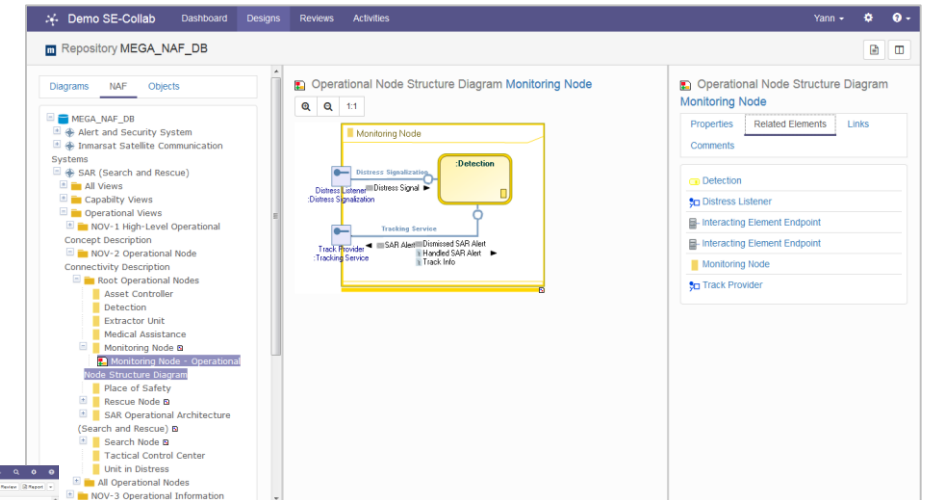 Demo SE-Collab Dashboard Designs Reviews Activities Yann
Repository MEGA_NAF_DB
Diagrams NAF Objects
MEGA_NAF_DB
Alert and Security System
Inmarsat Satellite Communication
Systems
SAR (Search and Rescue)
All Views
Capabilty Views
Operational Views
NOV-1 High-Level Operational
Concept Description
NOV-2 Operational Node
Connectivity Description
Root Operational Nodes
Asset Controller
Detection
Extractor Unit
Medical Assistance
Monitoring Node
Monitoring Node - Operational
Node Structure Diagram
Place of Safety
Rescue Node
SAR Operational Architecture
(Search and Rescue)
Search Node
Tactical Control Center
Unit in Distress
All Operational Nodes
NOV-3 Operational Information
Operational Node Structure Diagram Monitoring Node
1:1
Monitoring Node
:Detection
Distress Signalization
Distress Signal
Distress Listener
:Distress Signalization
Tracking Service
SAR Alert
Dismissed SAR Alert
Handled SAR Alert
Track Info
Track Provider
:Tracking Service
Operational Node Structure Diagram
Monitoring Node
Properties Related Elements Links
Comments
Detection
Distress Listener
Interacting Element Endpoint
Interacting Element Endpoint
Monitoring Node
Track Provider
Review Report